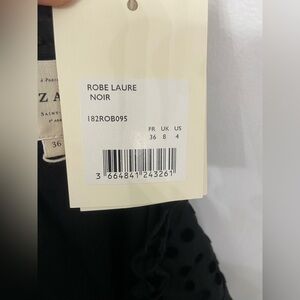 ROBE LAURE
NOIR
182ROB095
FR UK US
36 8 4
3 664841 243261
36